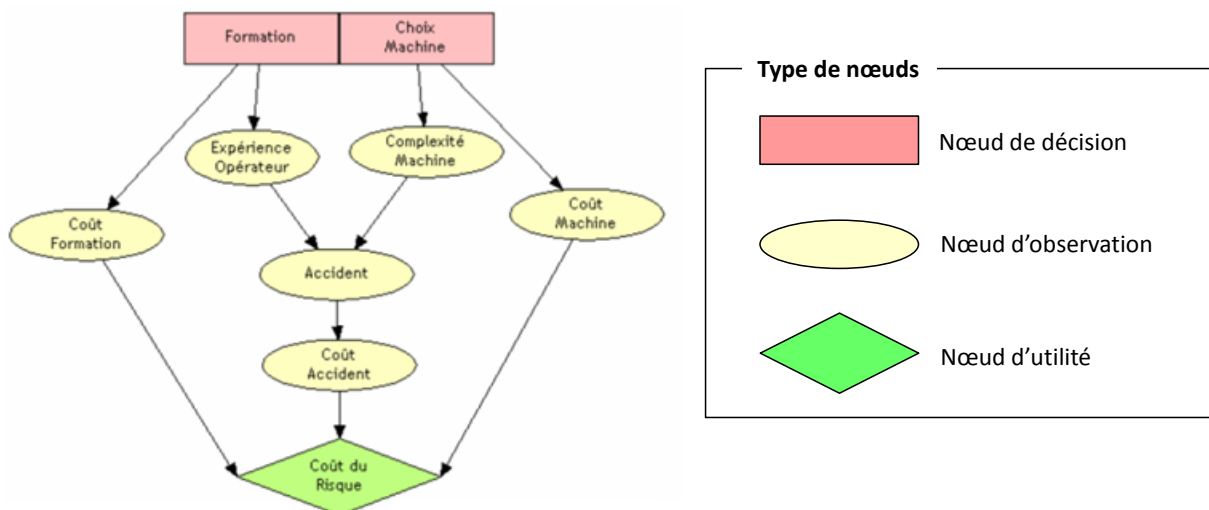 Formation
Choix
Machine
Expérience
Opérateur
Complexité
Machine
Coût
Formation
Coût
Machine
Accident
Coût
Accident
Coût du
Risque
Type de nœuds
Nœud de décision
Nœud d’observation
Nœud d’utilité